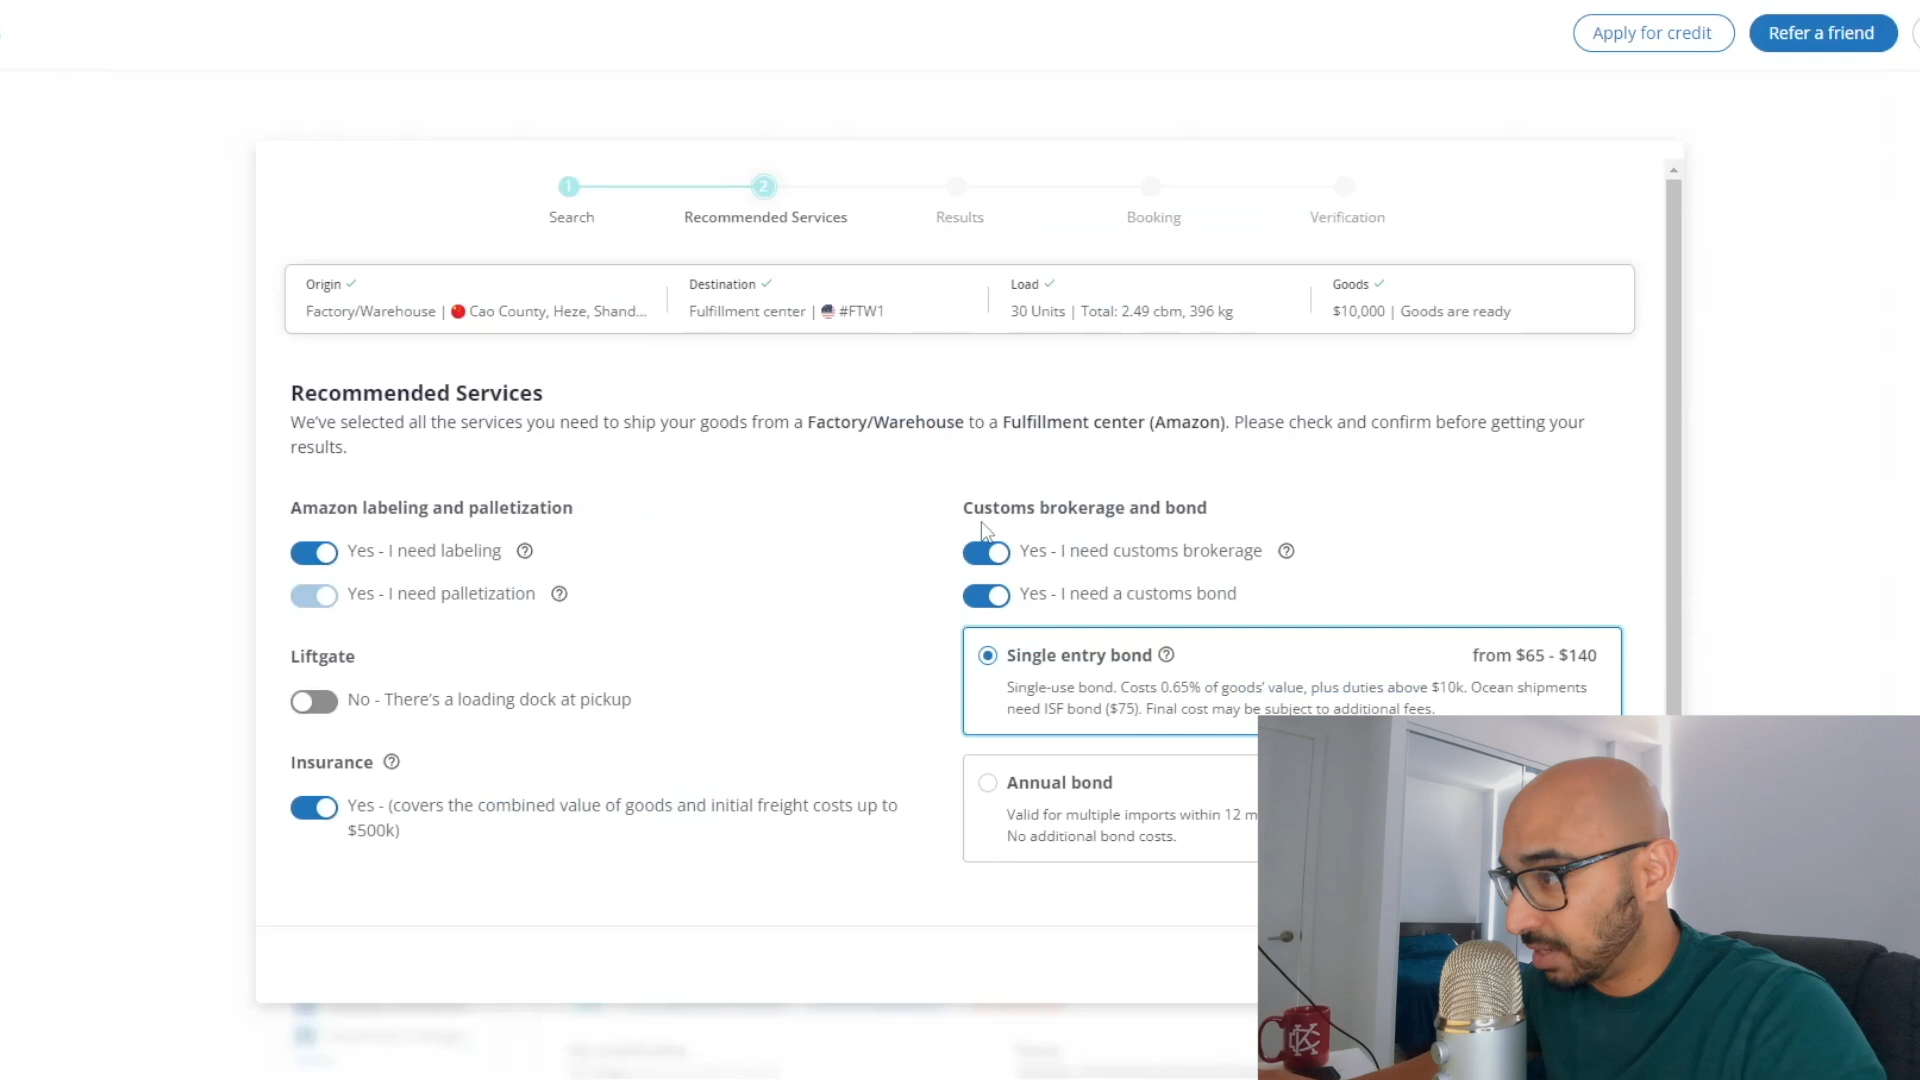 Apply for credit
Refer a friend
1
2
Search
Recommended Services
Results
Booking
Verification
Origin
Destination
Load
Goods
Factory/Warehouse | Cao County, Heze, Shand...
Fulfillment center | #FTW1
30 Units | Total: 2.49 cbm, 396 kg
$10,000 | Goods are ready
Recommended Services
We've selected all the services you need to ship your goods from a Factory/Warehouse to a Fulfillment center (Amazon). Please check and confirm before getting your
results.
Amazon labeling and palletization
Yes - I need labeling
Yes - I need palletization
Liftgate
No - There's a loading dock at pickup
Insurance
Yes - (covers the combined value of goods and initial freight costs up to
$500k)
Customs brokerage and bond
Yes - I need customs brokerage
Yes - I need a customs bond
Single entry bond
from $65 - $140
Single-use bond. Costs 0.65% of goods' value, plus duties above $10k. Ocean shipments
need ISF bond ($75). Final cost may be subject to additional fees.
Annual bond
Valid for multiple imports within 12 m
No additional bond costs.
KC